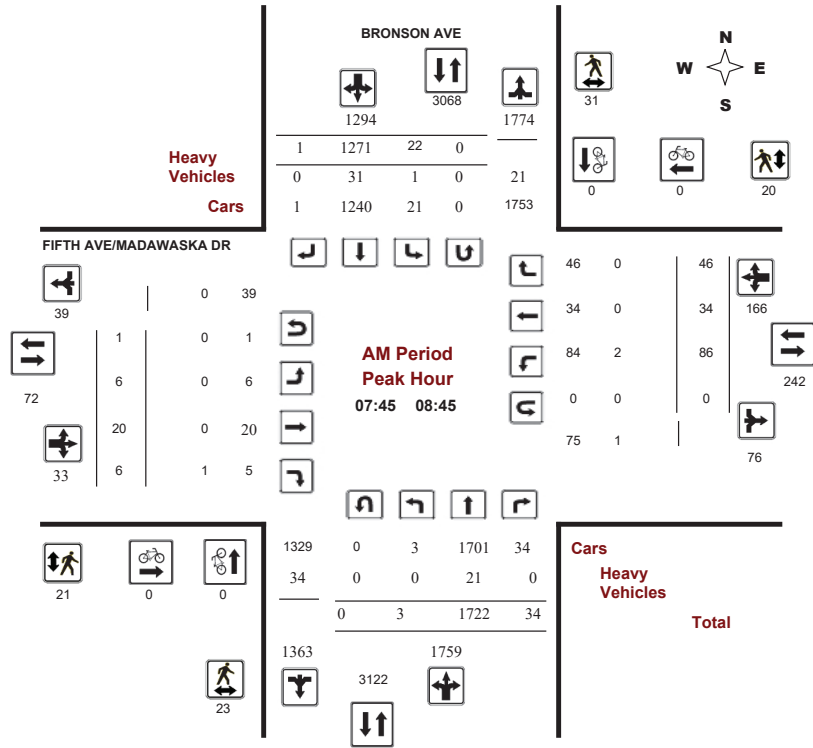 BRONSON AVE
N
W E
S
3068
31
1294 1774
1 1271 22 0
Heavy
Vehicles
0 31 1 0 21
Cars 1 1240 21 0 1753
0 0 20
FIFTH AVE/MADAWASKA DR
46 0 46
39
0 39
34 0 34
166
1 0 1
AM Period
Peak Hour
07:45 08:45
84 2 86
72
6 0 6
242
0 0 0
20 0 20
75 1
76
33
6 1 5
1329 0 3 1701 34
Cars
34 0 0 21 0
Heavy
Vehicles
21 0 0
0 3 1722 34
Total
1363 1759
3122
23